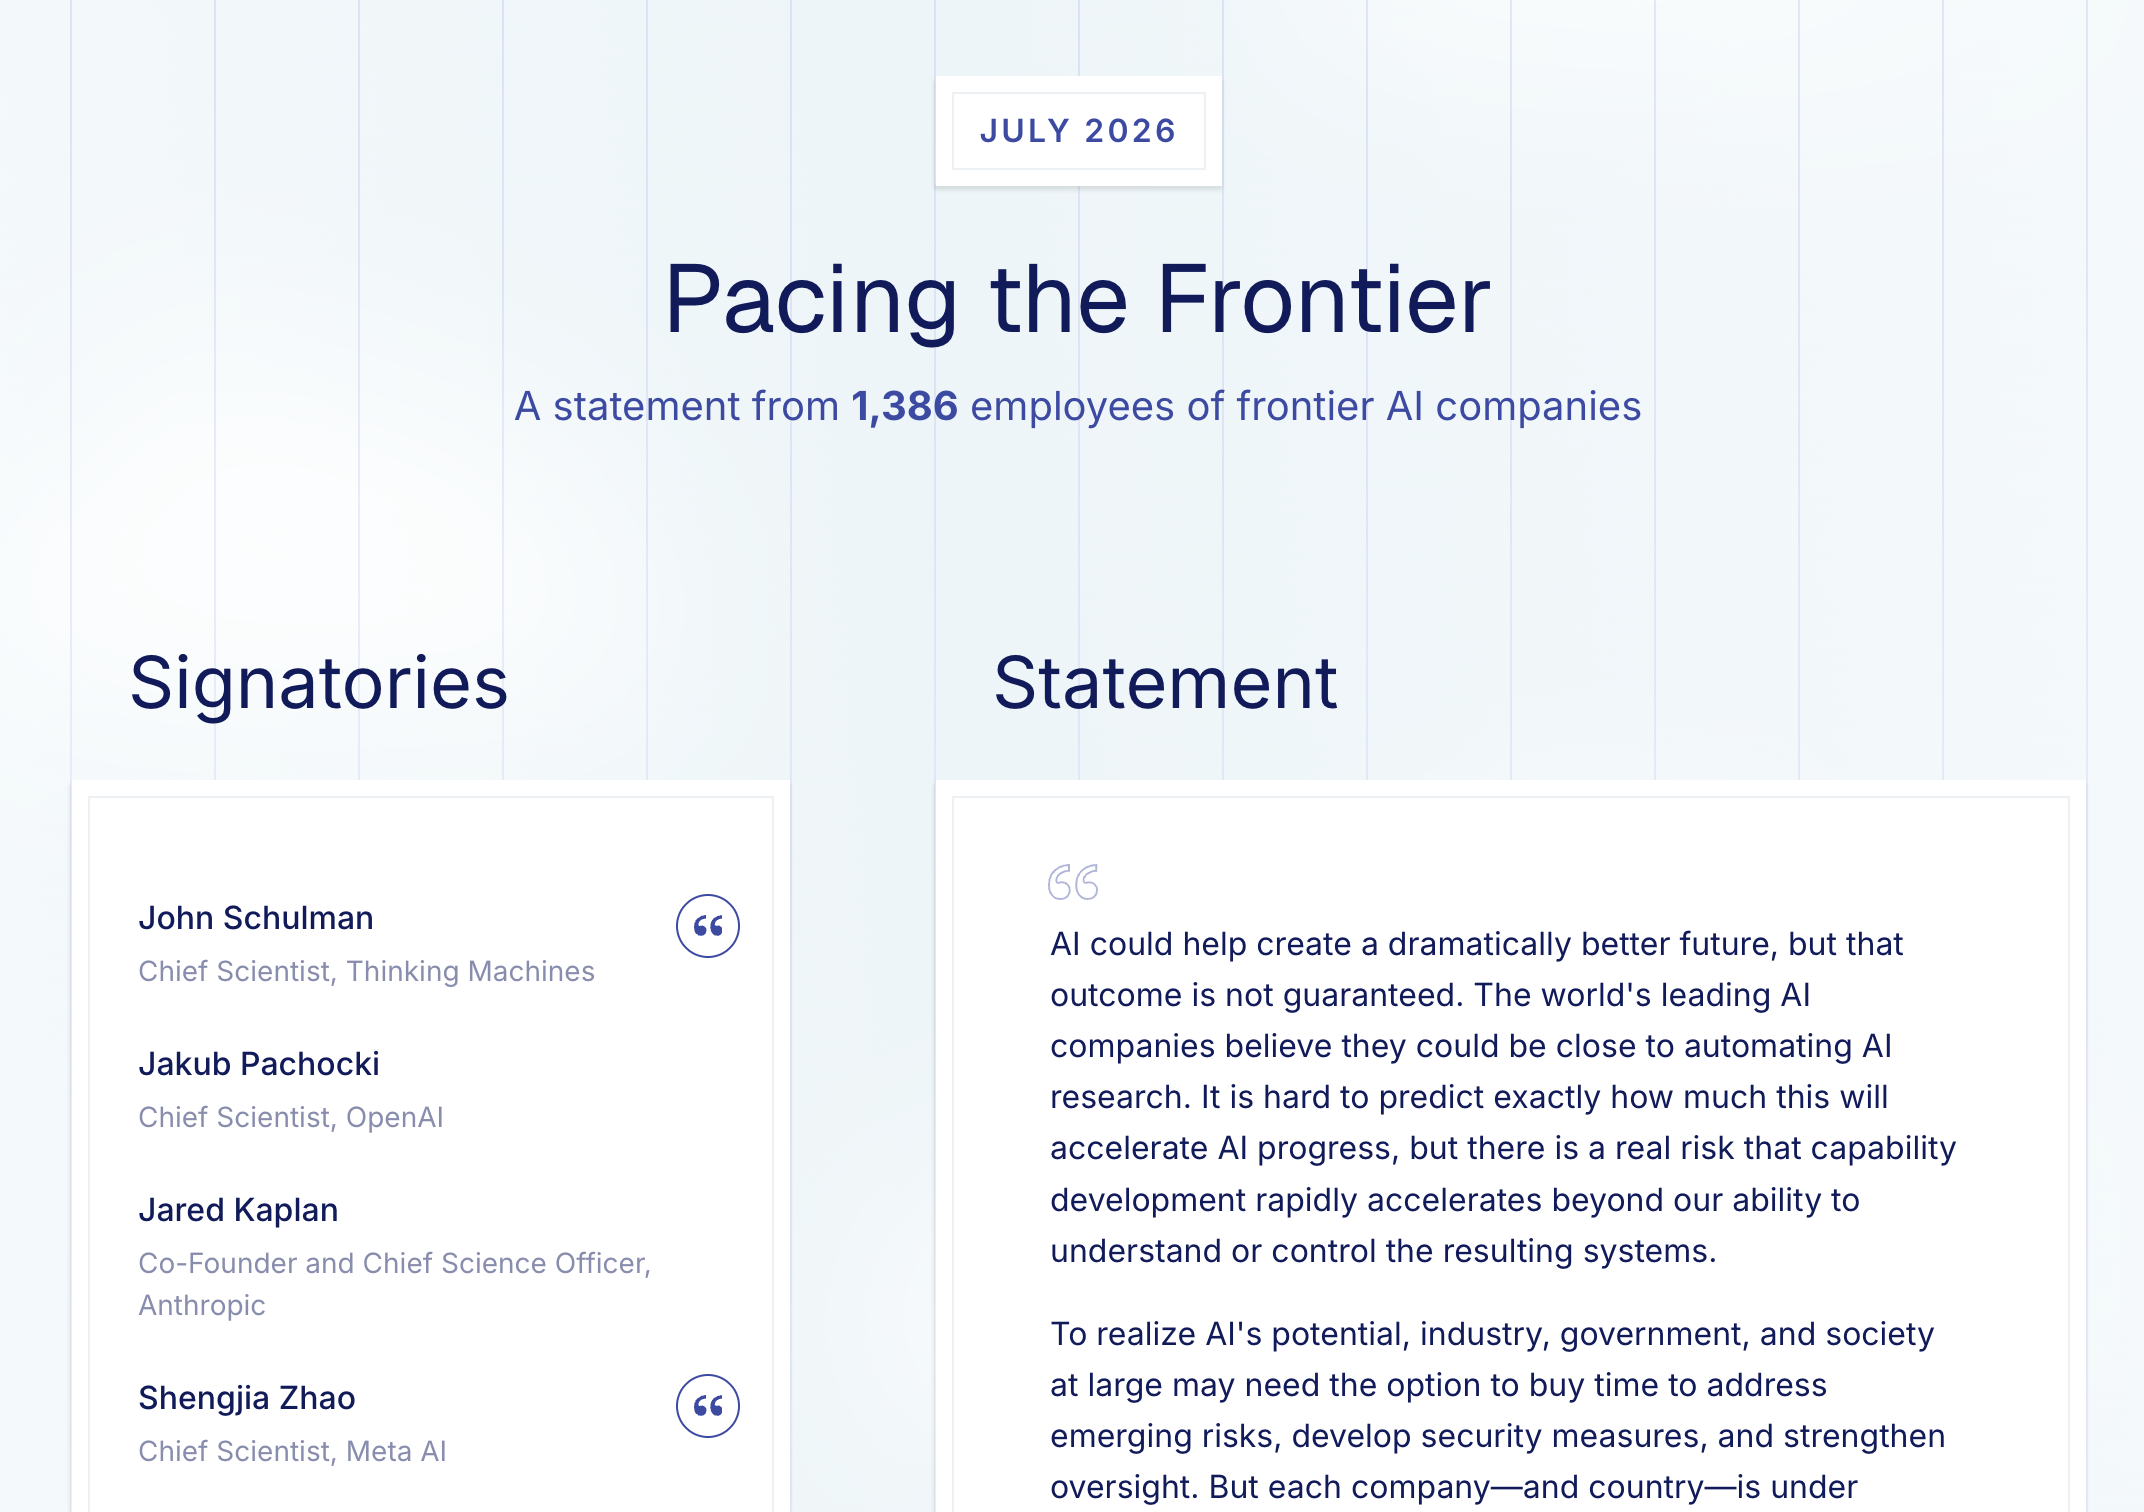 JULY 2026
Pacing the Frontier
A statement from 1,386 employees of frontier AI companies
Signatories
John Schulman
Chief Scientist, Thinking Machines
Jakub Pachocki
Chief Scientist, OpenAI
Jared Kaplan
Co-Founder and Chief Science Officer,
Anthropic
Shengjia Zhao
Chief Scientist, Meta AI
Statement
AI could help create a dramatically better future, but that
outcome is not guaranteed. The world's leading AI
companies believe they could be close to automating AI
research. It is hard to predict exactly how much this will
accelerate AI progress, but there is a real risk that capability
development rapidly accelerates beyond our ability to
understand or control the resulting systems.
To realize AI's potential, industry, government, and society
at large may need the option to buy time to address
emerging risks, develop security measures, and strengthen
oversight. But each company—and country—is under